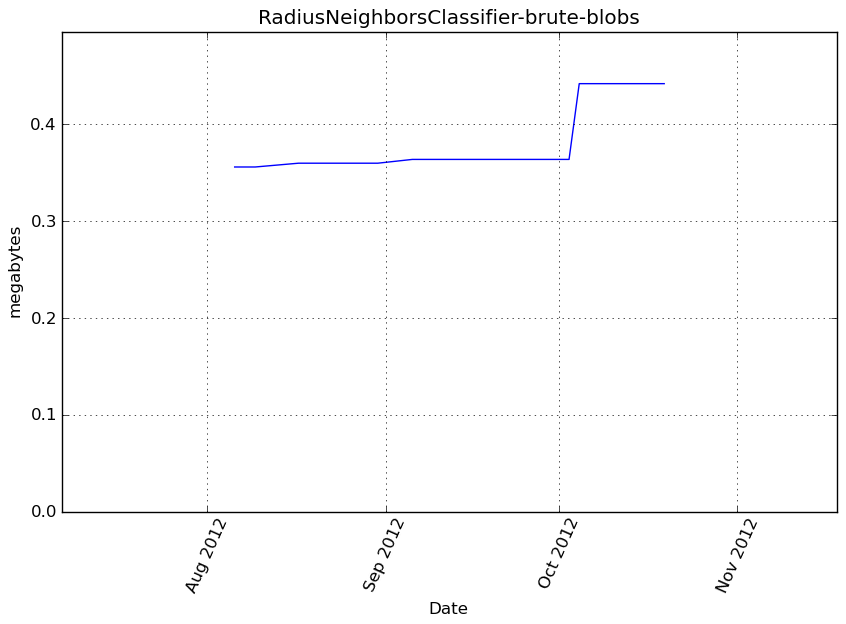 RadiusNeighborsClassifier-brute-blobs
0.4
0.3
0.2
0.1
0.0
megabytes
Aug 2012
Sep 2012
Oct 2012
Nov 2012
Date